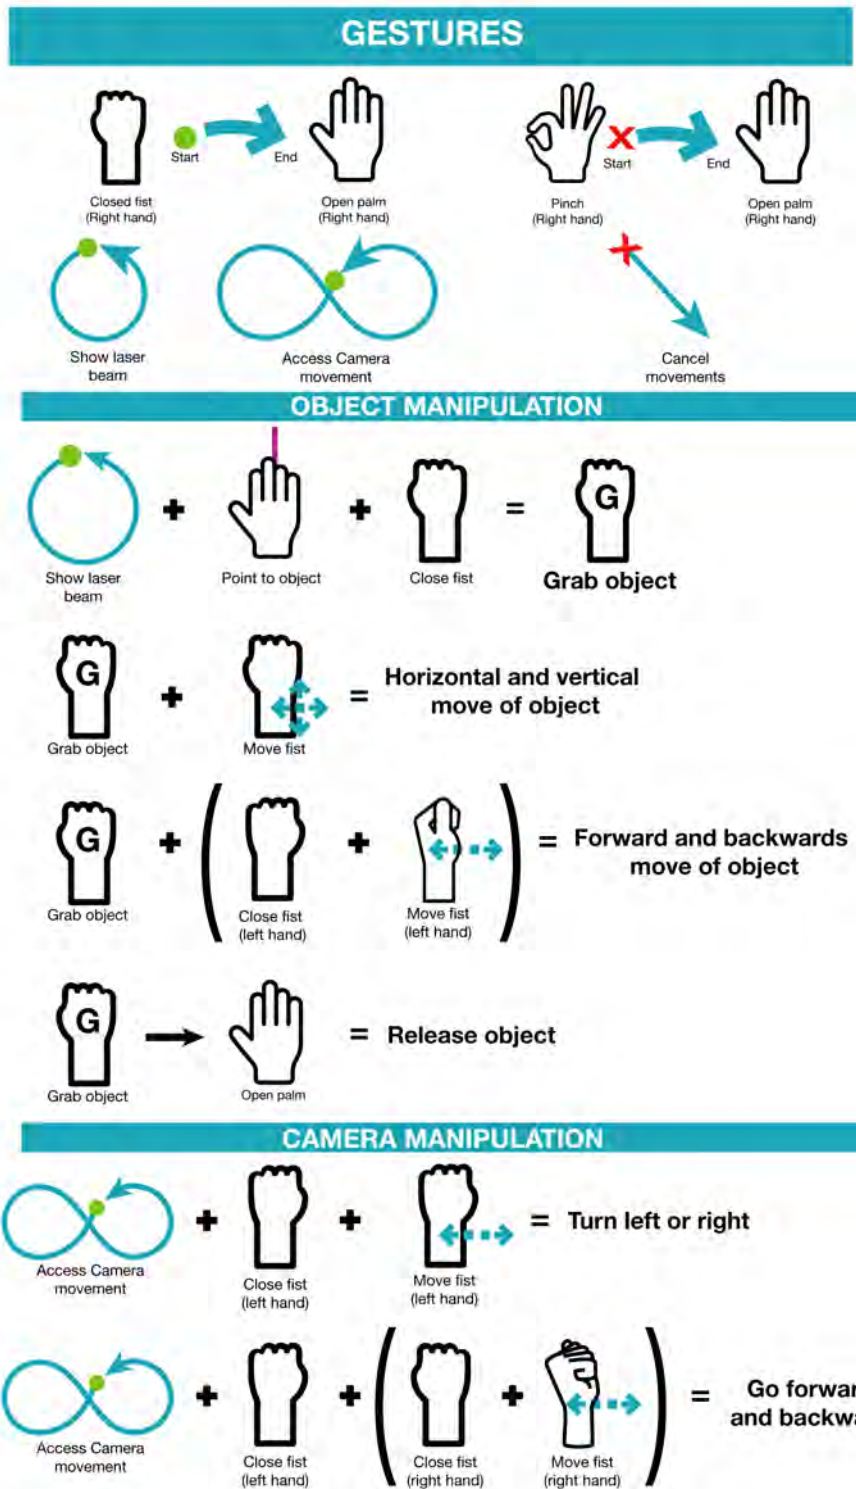 GESTURES
Start
End
Start
End
Closed fist
(Right hand)
Open palm
(Right hand)
Pinch
(Right hand)
Open palm
(Right hand)
Show laser
beam
Access Camera
movement
Cancel
movements
OBJECT MANIPULATION
+ + =
G
Show laser
beam
Point to object
Close fist
Grab object
G
+ =
Horizontal and vertical
move of object
Grab object
Move fist
G
+ ( + ) =
Forward and backwards
move of object
Grab object
Close fist
(left hand)
Move fist
(left hand)
G
= Release object
Grab object
Open palm
CAMERA MANIPULATION
+ + = Turn left or right
Access Camera
movement
Close fist
(left hand)
Move fist
(left hand)
+ + ( + ) =
Go forwar
and backwa
Access Camera
movement
Close fist
(left hand)
Close fist
(right hand)
Move fist
(right hand)